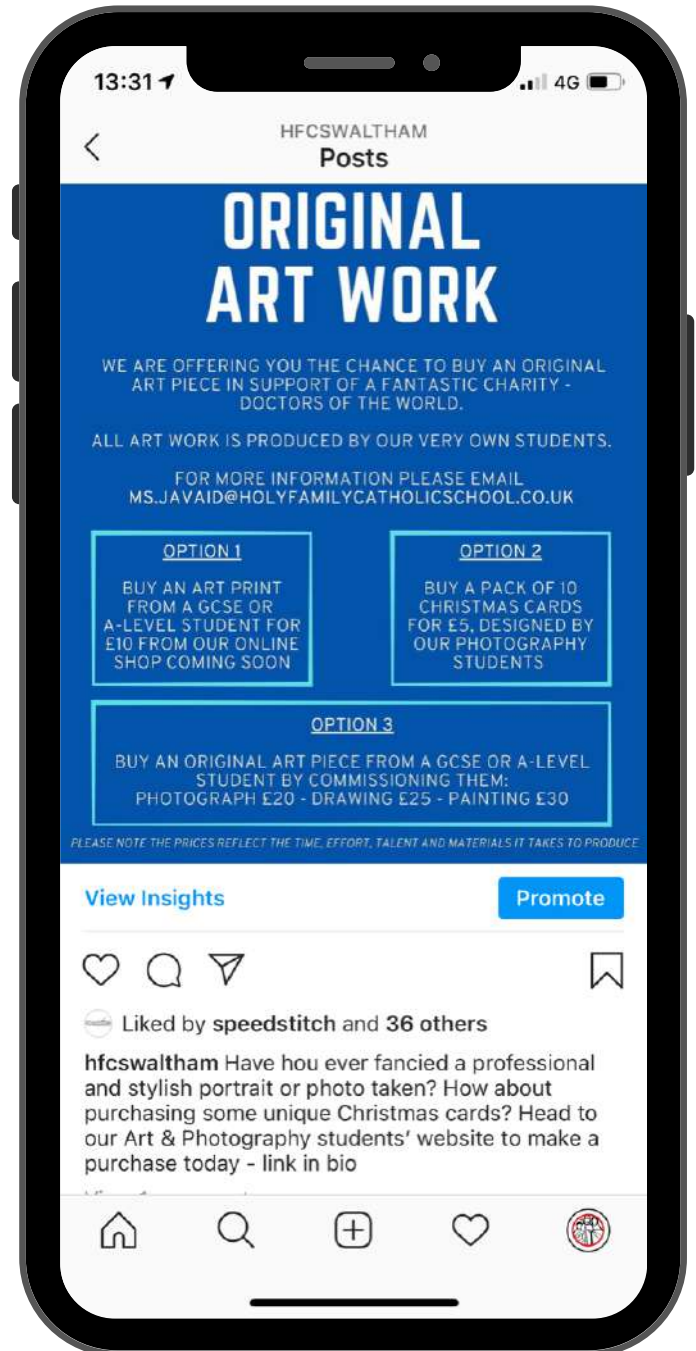 13:31
4G
HFCSWALTHAM
Posts
ORIGINAL
ART WORK
WE ARE OFFERING YOU THE CHANCE TO BUY AN ORIGINAL
ART PIECE IN SUPPORT OF A FANTASTIC CHARITY -
DOCTORS OF THE WORLD.
ALL ART WORK IS PRODUCED BY OUR VERY OWN STUDENTS.
FOR MORE INFORMATION PLEASE EMAIL
MS.JAVAID@HOLYFAMILYCATHOLICSCHOOL.CO.UK
OPTION 1
BUY AN ART PRINT
FROM A GCSE OR
A-LEVEL STUDENT FOR
£10 FROM OUR ONLINE
SHOP COMING SOON
OPTION 2
BUY A PACK OF 10
CHRISTMAS CARDS
FOR £5, DESIGNED BY
OUR PHOTOGRAPHY
STUDENTS
OPTION 3
BUY AN ORIGINAL ART PIECE FROM A GCSE OR A-LEVEL
STUDENT BY COMMISSIONING THEM:
PHOTOGRAPH £20 - DRAWING £25 - PAINTING £30
PLEASE NOTE THE PRICES REFLECT THE TIME, EFFORT, TALENT AND MATERIALS IT TAKES TO PRODUCE
View Insights
Promote
Liked by speedstitch and 36 others
hfcswaltham Have hou ever fancied a professional
and stylish portrait or photo taken? How about
purchasing some unique Christmas cards? Head to
our Art & Photography students' website to make a
purchase today - link in bio